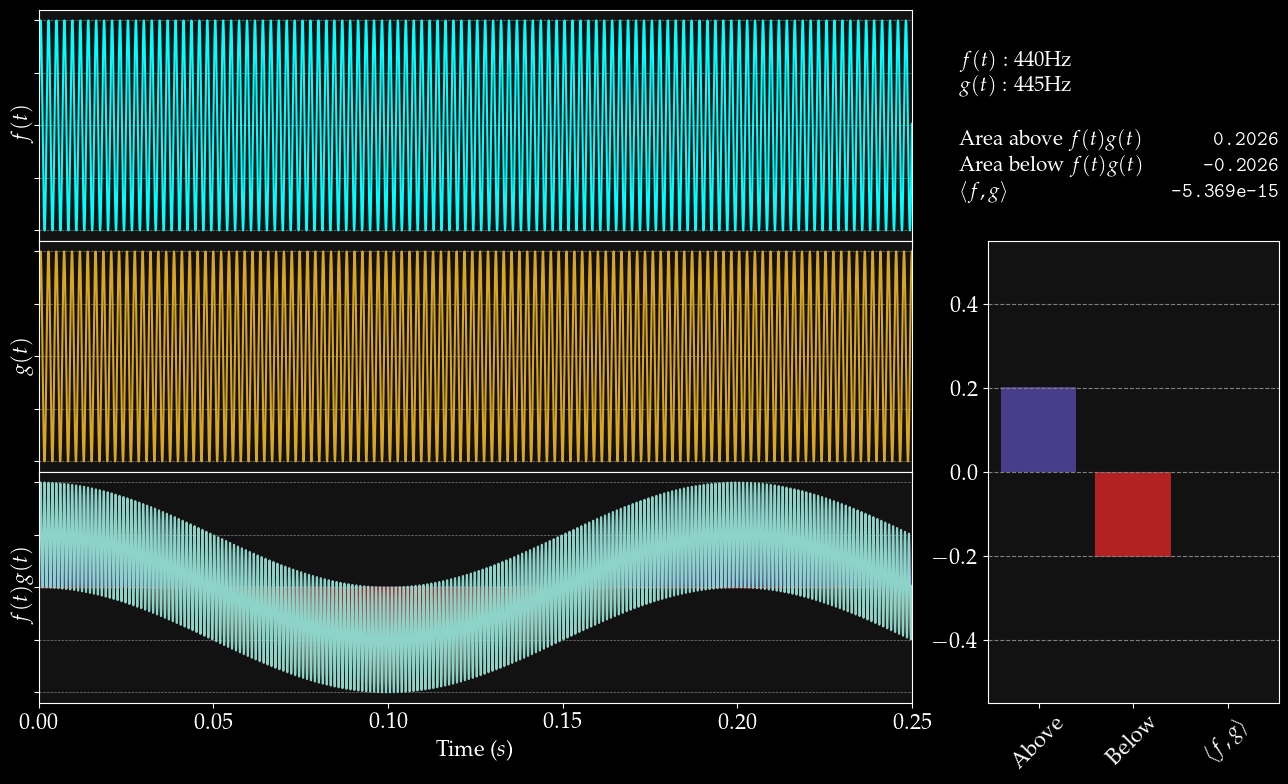 f(t)
g(t)
f(t)g(t)
0.00 0.05 0.10 0.15 0.20 0.25
Time (s)
f(t) : 440Hz
g(t) : 445Hz
Area above f(t)g(t) 0.2026
Area below f(t)g(t) -0.2026
⟨f,g⟩ -5.369e-15
0.4
0.2
0.0
−0.2
−0.4
Above Below ⟨f,g⟩